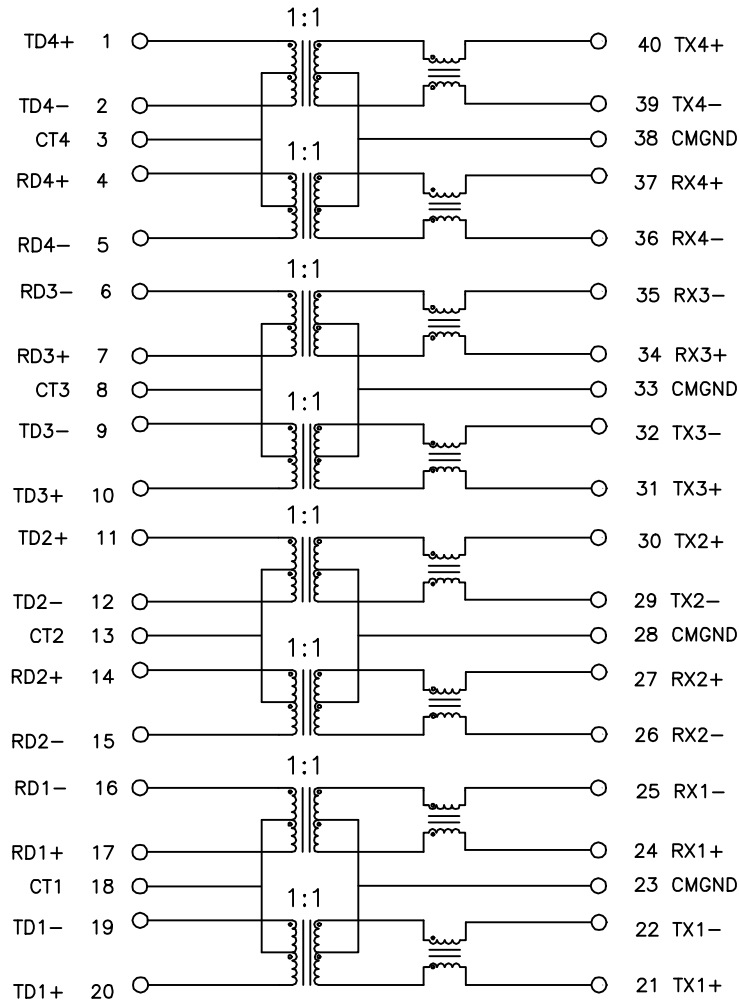 1:1
TD4+ 1 40 TX4+
TD4- 2 39 TX4-
CT4 3 38 CMGND
1:1
RD4+ 4 37 RX4+
RD4- 5 36 RX4-
1:1
RD3- 6 35 RX3-
RD3+ 7 34 RX3+
CT3 8 33 CMGND
1:1
TD3- 9 32 TX3-
TD3+ 10 31 TX3+
1:1
TD2+ 11 30 TX2+
TD2- 12 29 TX2-
CT2 13 28 CMGND
1:1
RD2+ 14 27 RX2+
RD2- 15 26 RX2-
1:1
RD1- 16 25 RX1-
RD1+ 17 24 RX1+
CT1 18 23 CMGND
1:1
TD1- 19 22 TX1-
TD1+ 20 21 TX1+